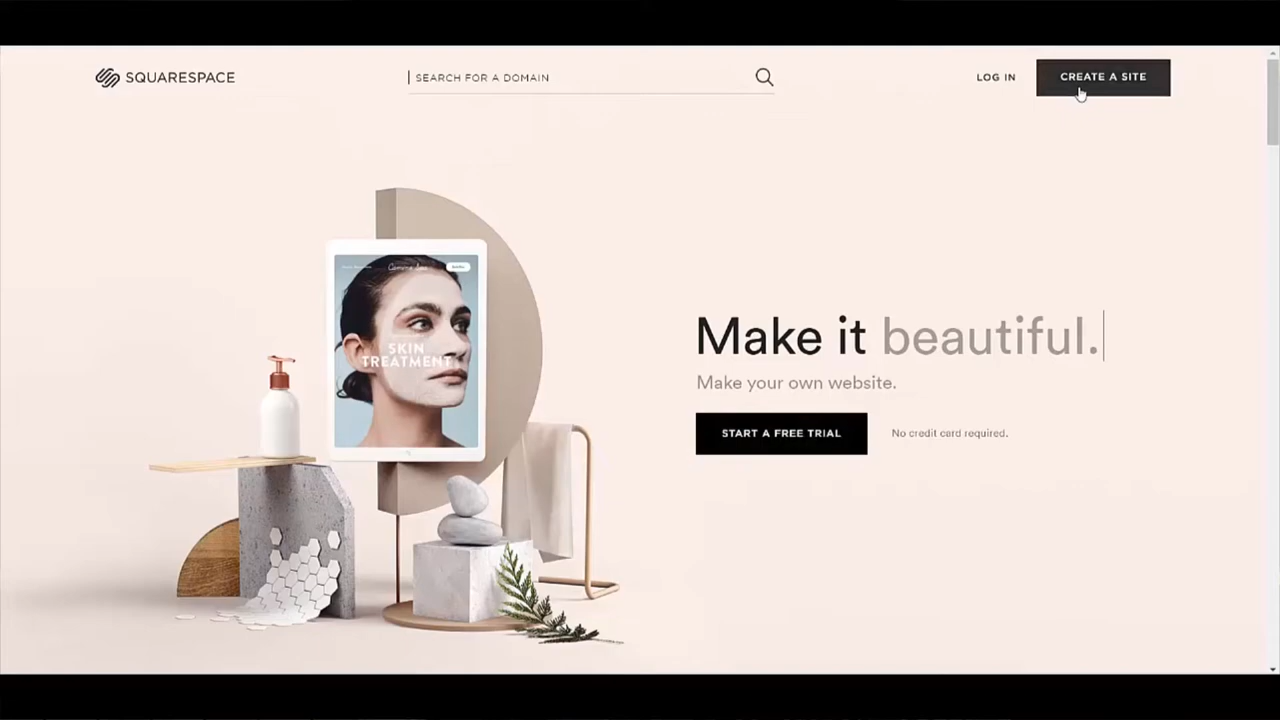 SQUARESPACE
SEARCH FOR A DOMAIN
LOG IN
CREATE A SITE
SKIN
TREATMENT
Make it beautiful.
Make your own website.
START A FREE TRIAL
No credit card required.